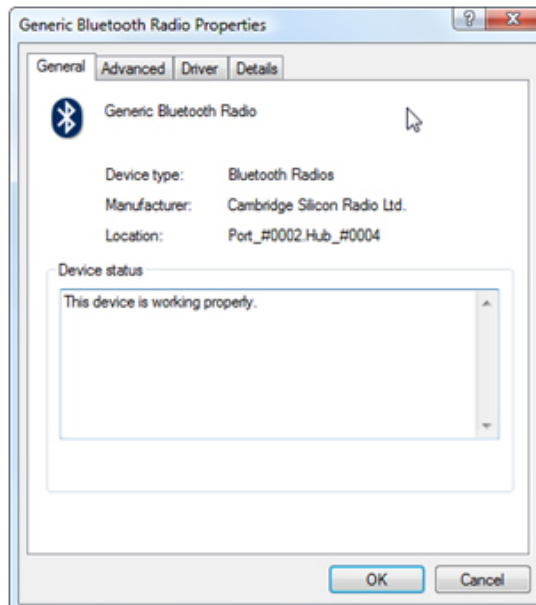 Generic Bluetooth Radio Properties
General Advanced Driver Details
Generic Bluetooth Radio
Device type: Bluetooth Radios
Manufacturer: Cambridge Silicon Radio Ltd.
Location: Port_#0002.Hub_#0004
Device status
This device is working properly.
OK Cancel